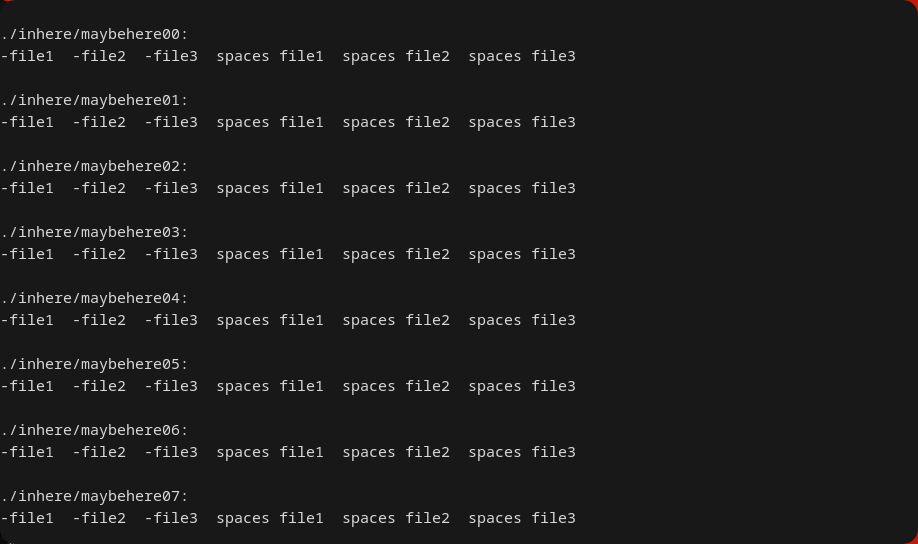 ./inhere/maybehere00:
-file1  -file2  -file3  spaces file1  spaces file2  spaces file3
./inhere/maybehere01:
-file1  -file2  -file3  spaces file1  spaces file2  spaces file3
./inhere/maybehere02:
-file1  -file2  -file3  spaces file1  spaces file2  spaces file3
./inhere/maybehere03:
-file1  -file2  -file3  spaces file1  spaces file2  spaces file3
./inhere/maybehere04:
-file1  -file2  -file3  spaces file1  spaces file2  spaces file3
./inhere/maybehere05:
-file1  -file2  -file3  spaces file1  spaces file2  spaces file3
./inhere/maybehere06:
-file1  -file2  -file3  spaces file1  spaces file2  spaces file3
./inhere/maybehere07:
-file1  -file2  -file3  spaces file1  spaces file2  spaces file3